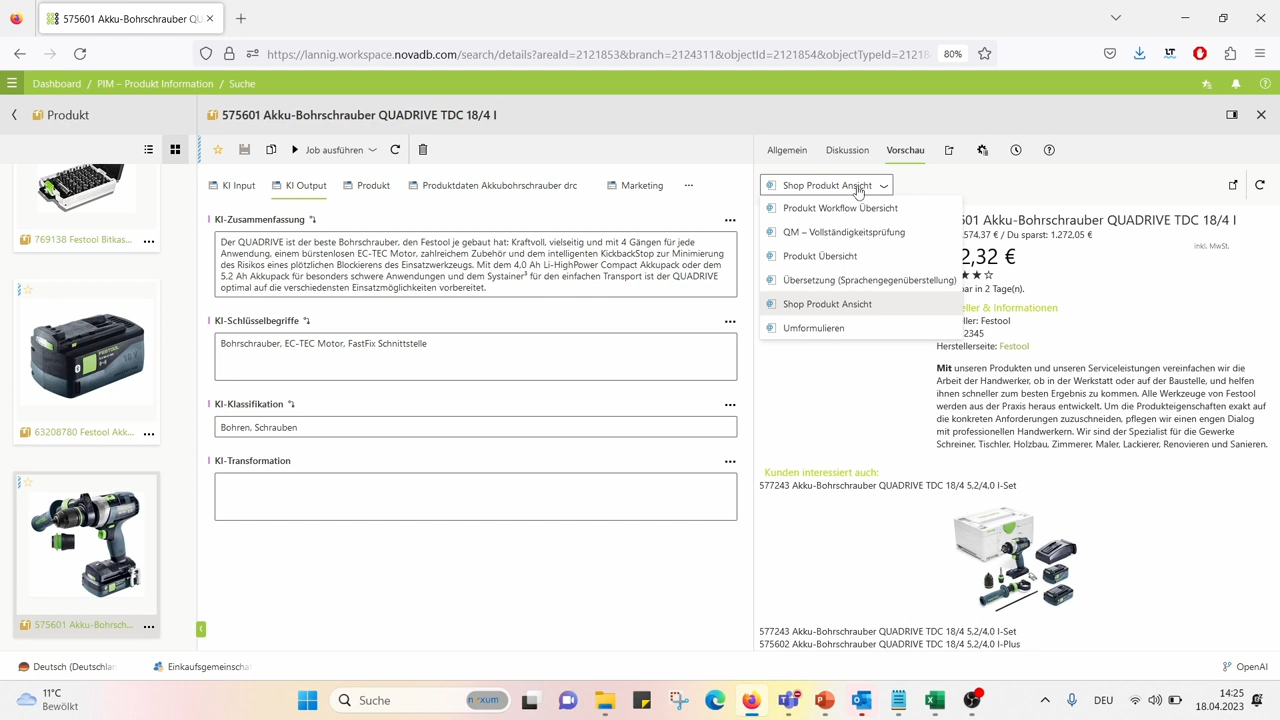 575601 Akku-Bohrschrauber QU
https://lannig.workspace.novadb.com/search/details?areaId=2121853&branch=2124311&objectId=2121854&objectTypeId=21218
80%
Dashboard / PIM – Produkt Information / Suche
Produkt
575601 Akku-Bohrschrauber QUADRIVE TDC 18/4 I
Job ausführen
Allgemein
Diskussion
Vorschau
KI Input
KI Output
Produkt
Produktdaten Akkubohrschrauber drc
Marketing
Shop Produkt Ansicht
Produkt Workflow Übersicht
QM – Vollständigkeitsprüfung
Produkt Übersicht
Übersetzung (Sprachengegenüberstellung)
Shop Produkt Ansicht
Umformulieren
769138 Festool Bitkas...
63208780 Festool Akk...
575601 Akku-Bohrsch...
KI-Zusammenfassung
Der QUADRIVE ist der beste Bohrschrauber, den Festool je gebaut hat: Kraftvoll, vielseitig und mit 4 Gängen für jede
Anwendung, einem bürstenlosen EC-TEC Motor, zahlreichem Zubehör und dem intelligenten KickbackStop zur Minimierung
des Risikos eines plötzlichen Blockierens des Einsatzwerkzeugs. Mit dem 4.0 Ah Li-HighPower Compact Akkupack oder dem
5.2 Ah Akkupack für besonders schwere Anwendungen und dem Systainer³ für den einfachen Transport ist der QUADRIVE
optimal auf die verschiedensten Einsatzmöglichkeiten vorbereitet.
KI-Schlüsselbegriffe
Bohrschrauber, EC-TEC Motor, FastFix Schnittstelle
KI-Klassifikation
Bohren, Schrauben
KI-Transformation
601 Akku-Bohrschrauber QUADRIVE TDC 18/4 I
574,37 € / Du sparst: 1.272,05 €
inkl. MwSt.
2,32 €
bar in 2 Tage(n).
eller & Informationen
ller: Festool
2345
Herstellerseite: Festool
Mit unseren Produkten und unseren Serviceleistungen vereinfachen wir die
Arbeit der Handwerker, ob in der Werkstatt oder auf der Baustelle, und helfen
ihnen schneller zum besten Ergebnis zu kommen. Alle Werkzeuge von Festool
werden aus der Praxis heraus entwickelt. Um die Produkteigenschaften exakt auf
die konkreten Anforderungen zuzuschneiden, pflegen wir einen engen Dialog
mit professionellen Handwerkern. Wir sind der Spezialist für die Gewerke
Schreiner, Tischler, Holzbau, Zimmerer, Maler, Lackierer, Renovieren und Sanieren.
Kunden interessiert auch:
577243 Akku-Bohrschrauber QUADRIVE TDC 18/4 5,2/4,0 I-Set
577243 Akku-Bohrschrauber QUADRIVE TDC 18/4 5,2/4,0 I-Set
575602 Akku-Bohrschrauber QUADRIVE TDC 18/4 5,2/4,0 I-Plus
Deutsch (Deutschlan
Einkaufsgemeinscha
OpenAI
11°C
Bewölkt
Suche
DEU
14:25
18.04.2023